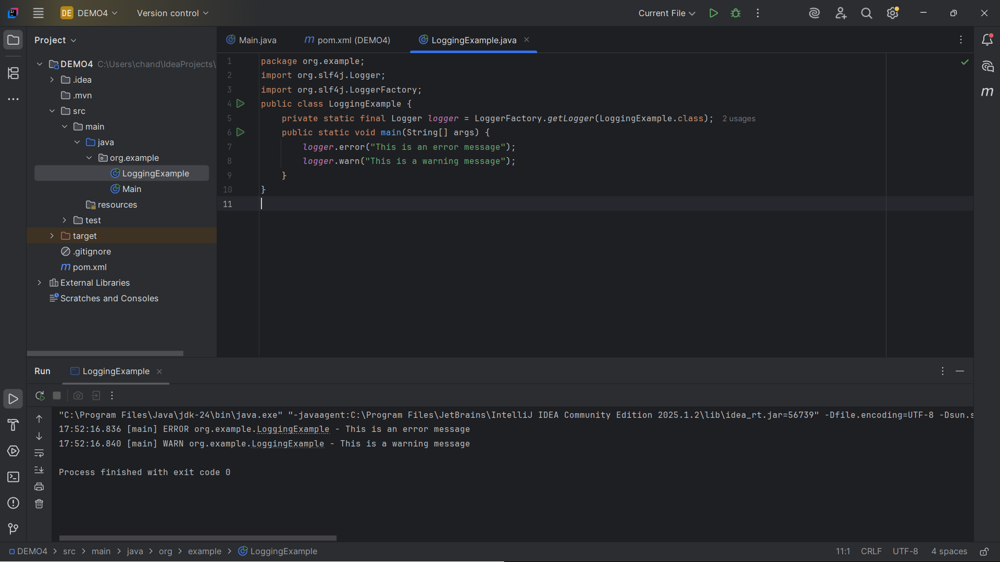 DE DEMO4 Version control Current File
Project
Main.java pom.xml (DEMO4) LoggingExample.java
DEMO4 C:\Users\chand\IdeaProjects\
.idea
.mvn
src
main
java
org.example
LoggingExample
Main
resources
test
target
.gitignore
pom.xml
External Libraries
Scratches and Consoles
1 package org.example;
2 import org.slf4j.Logger;
3 import org.slf4j.LoggerFactory;
4 public class LoggingExample {
5 private static final Logger logger = LoggerFactory.getLogger(LoggingExample.class); 2 usages
6 public static void main(String[] args) {
7 logger.error("This is an error message");
8 logger.warn("This is a warning message");
9 }
10 }
11
Run LoggingExample
"C:\Program Files\Java\jdk-24\bin\java.exe" "-javaagent:C:\Program Files\JetBrains\IntelliJ IDEA Community Edition 2025.1.2\lib\idea_rt.jar=56739" -Dfile.encoding=UTF-8 -Dsun.s
17:52:16.836 [main] ERROR org.example.LoggingExample - This is an error message
17:52:16.840 [main] WARN org.example.LoggingExample - This is a warning message
Process finished with exit code 0
DEMO4 > src > main > java > org > example > LoggingExample 11:1 CRLF UTF-8 4 spaces